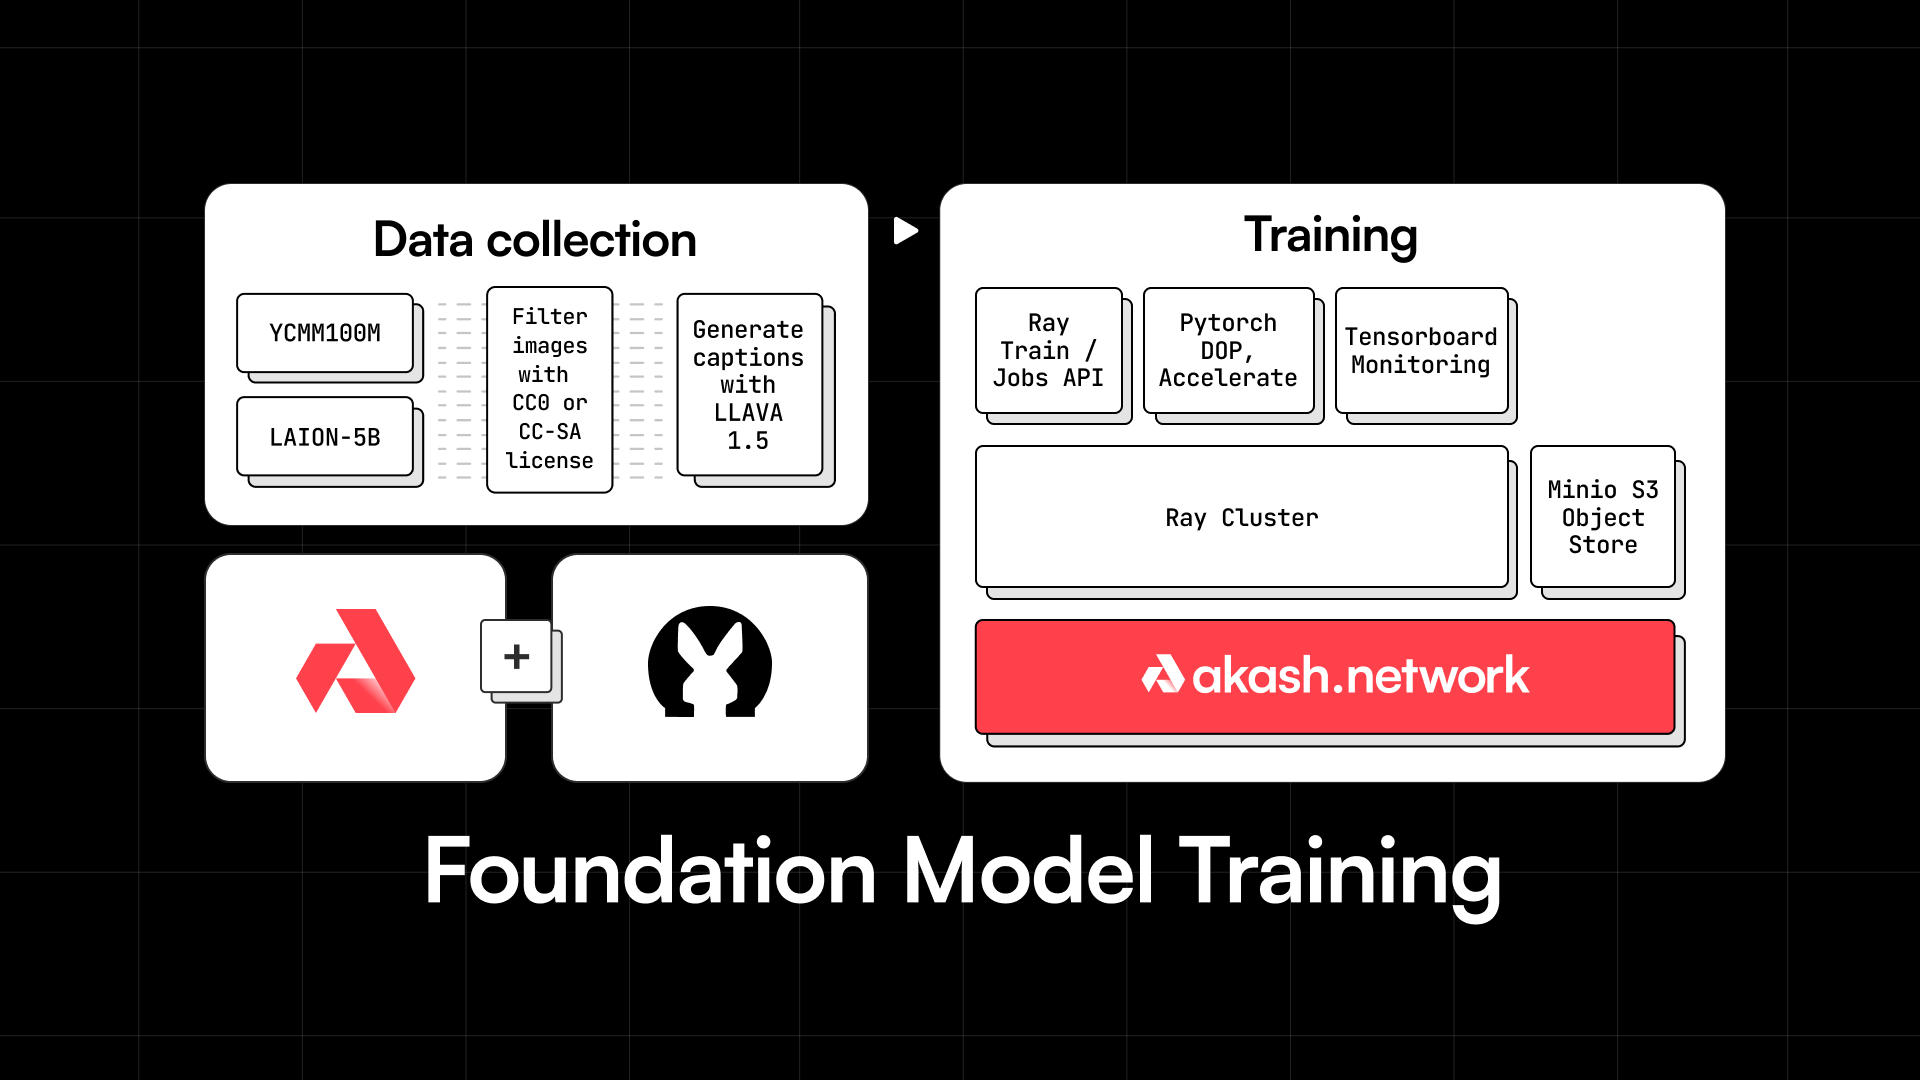 Data collection
YCMM100M
LAION-5B
Filter
images
with
CC0 or
CC-SA
license
Generate
captions
with
LLAVA
1.5
Training
Ray
Train /
Jobs API
Pytorch
DOP,
Accelerate
Tensorboard
Monitoring
Ray Cluster
Minio S3
Object
Store
akash.network
+
Foundation Model Training